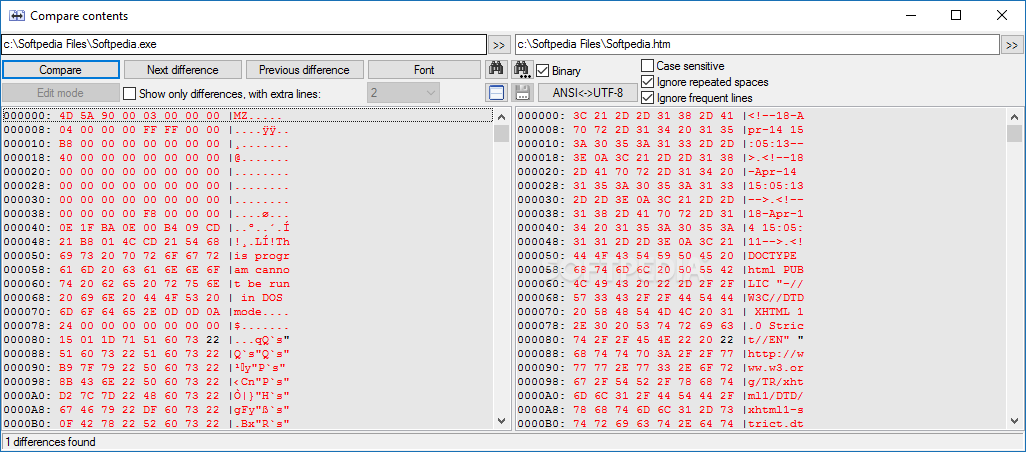 Compare contents
c:\Softpedia Files\Softpedia.exe >> c:\Softpedia Files\Softpedia.htm >>
Compare Next difference Previous difference Font Binary Case sensitive
Ignore repeated spaces
Edit mode Show only differences, with extra lines: 2 ANSI<->UTF-8 Ignore frequent lines
000000: 4D 5A 90 00 03 00 00 00 |MZ..... 000000: 3C 21 2D 2D 31 38 2D 41 |<!--18-A
000008: 04 00 00 00 FF FF 00 00 |....ÿÿ.. 000008: 70 72 2D 31 34 20 31 35 |pr-14 15
000010: B8 00 00 00 00 00 00 00 |¸....... 000010: 3A 30 35 3A 31 33 2D 2D |:05:13--
000018: 40 00 00 00 00 00 00 00 |@....... 000018: 3E 0A 3C 21 2D 2D 31 38 |>.<!--18
000020: 00 00 00 00 00 00 00 00 |........ 000020: 2D 41 70 72 2D 31 34 20 |-Apr-14
000028: 00 00 00 00 00 00 00 00 |........ 000028: 31 35 3A 30 35 3A 31 33 |15:05:13
000030: 00 00 00 00 00 00 00 00 |........ 000030: 2D 2D 3E 0A 3C 21 2D 2D |-->.<!--
000038: 00 00 00 00 F8 00 00 00 |....ø... 000038: 31 38 2D 41 70 72 2D 31 |18-Apr-1
000040: 0E 1F BA 0E 00 B4 09 CD |..º..´.Í 000040: 34 20 31 35 3A 30 35 3A |4 15:05:
000048: 21 B8 01 4C CD 21 54 68 |!¸.LÍ!Th 000048: 31 31 2D 2D 3E 0A 3C 21 |11-->.<!
000050: 69 73 20 70 72 6F 67 72 |is progr 000050: 44 4F 43 54 59 50 45 20 |DOCTYPE
000058: 61 6D 20 63 61 6E 6E 6F |am canno 000058: 68 74 6D 6C 20 50 55 42 |html PUB
000060: 74 20 62 65 20 72 75 6E |t be run 000060: 4C 49 43 20 22 2D 2F 2F |LIC "-//
000068: 20 69 6E 20 44 4F 53 20 | in DOS 000068: 57 33 43 2F 2F 44 54 44 |W3C//DTD
000070: 6D 6F 64 65 2E 0D 0D 0A |mode.... 000070: 20 58 48 54 4D 4C 20 31 | XHTML 1
000078: 24 00 00 00 00 00 00 00 |$....... 000078: 2E 30 20 53 74 72 69 63 |.0 Stric
000080: 15 01 1D 71 51 60 73 22 |...qQ`s" 000080: 74 2F 2F 45 4E 22 20 22 |t//EN" "
000088: 51 60 73 22 51 60 73 22 |Q`s"Q`s" 000088: 68 74 74 70 3A 2F 2F 77 |http://w
000090: B9 7F 79 22 50 60 73 22 |¹y"P`s" 000090: 77 77 2E 77 33 2E 6F 72 |ww.w3.or
000098: 8B 43 6E 22 50 60 73 22 |‹Cn"P`s" 000098: 67 2F 54 52 2F 78 68 74 |g/TR/xht
0000A0: D2 7C 7D 22 48 60 73 22 |Ò|}"H`s" 0000A0: 6D 6C 31 2F 44 54 44 2F |ml1/DTD/
0000A8: 67 46 79 22 DF 60 73 22 |gFy"ß`s" 0000A8: 78 68 74 6D 6C 31 2D 73 |xhtml1-s
0000B0: 0F 42 78 22 52 60 73 22 |.Bx"R`s" 0000B0: 74 72 69 63 74 2E 64 74 |trict.dt
SOFTPEDIA
1 differences found